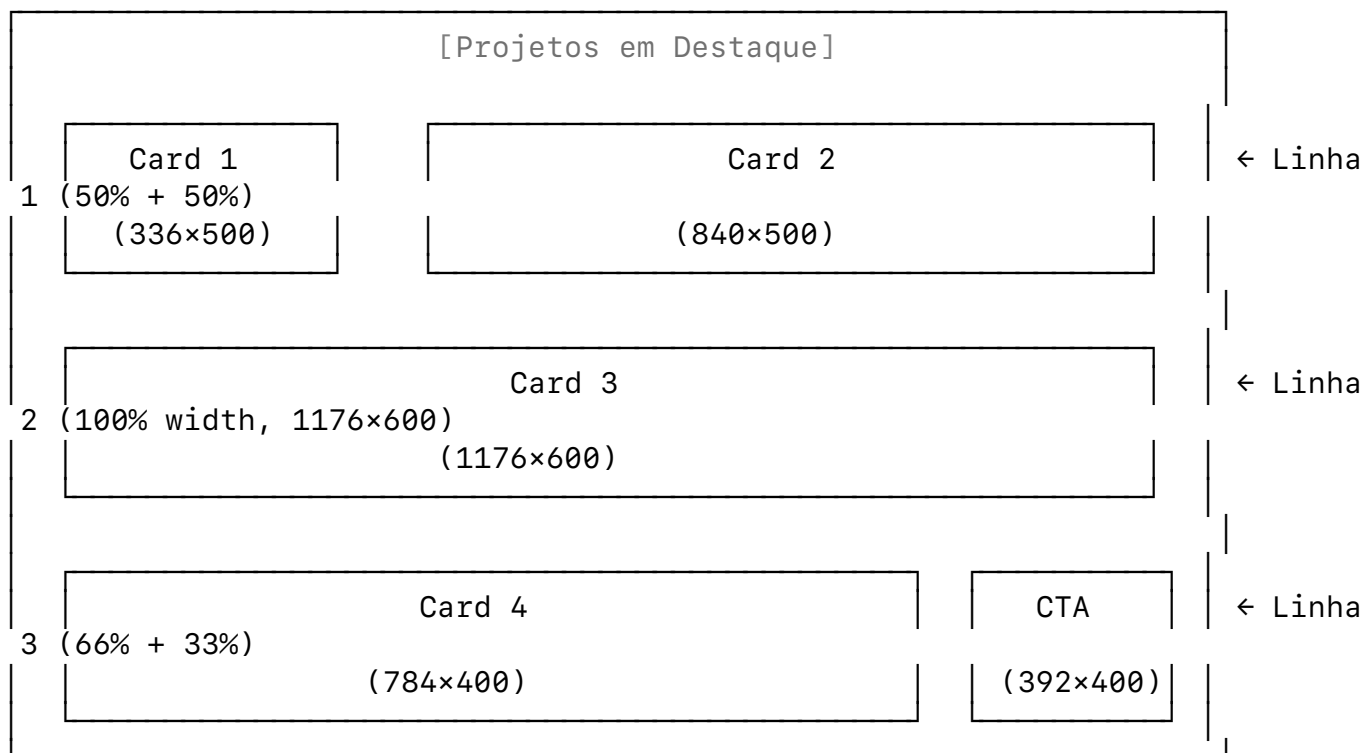 [Projetos em Destaque]
Card 1 Card 2 ← Linha
1 (50% + 50%)
(336×500) (840×500)
Card 3 ← Linha
2 (100% width, 1176×600)
(1176×600)
Card 4 CTA ← Linha
3 (66% + 33%)
(784×400) (392×400)